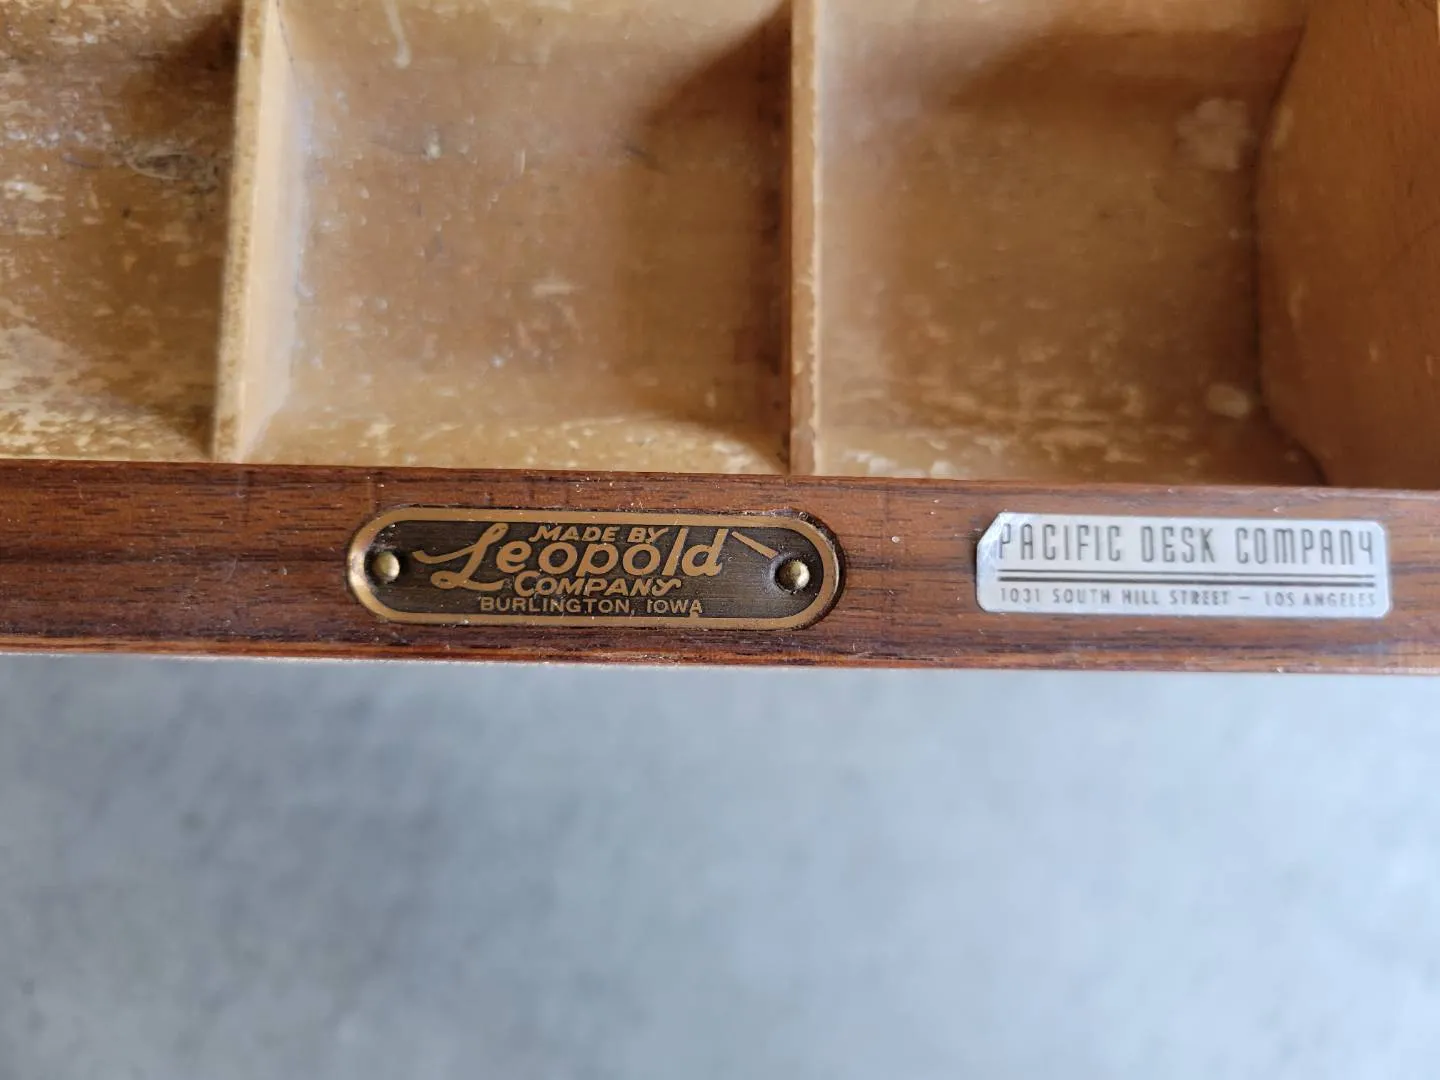 MADE BY
Leopold
COMPANY
BURLINGTON, IOWA
PACIFIC DESK COMPANY
1031 SOUTH HILL STREET – LOS ANGELES